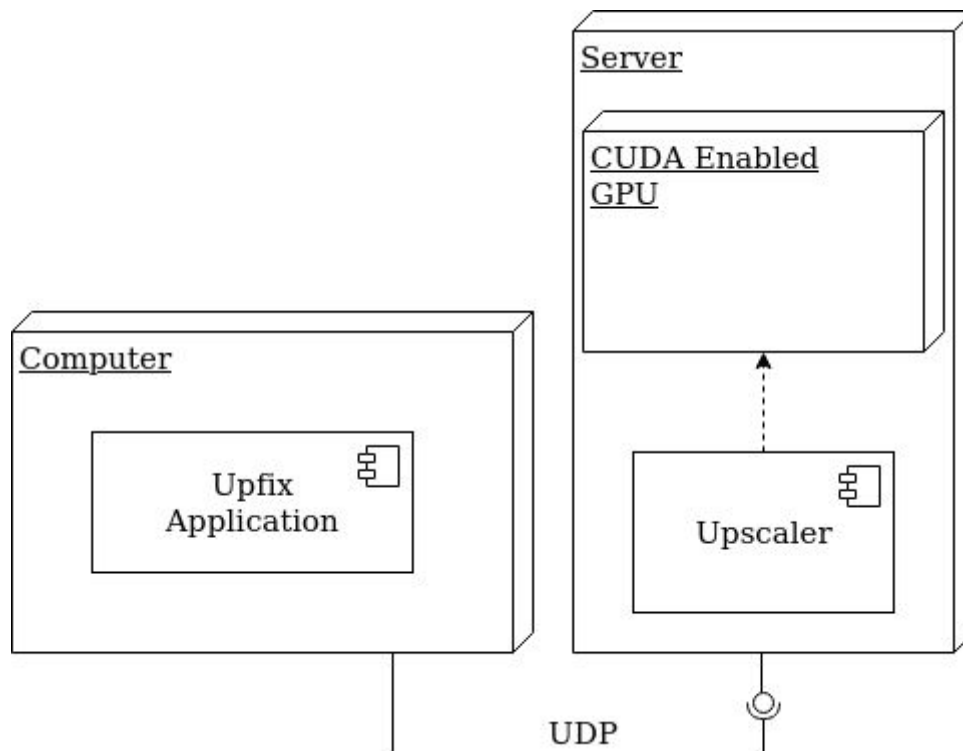 Server
CUDA Enabled
GPU
Computer
Upfix
Application
Upscaler
UDP